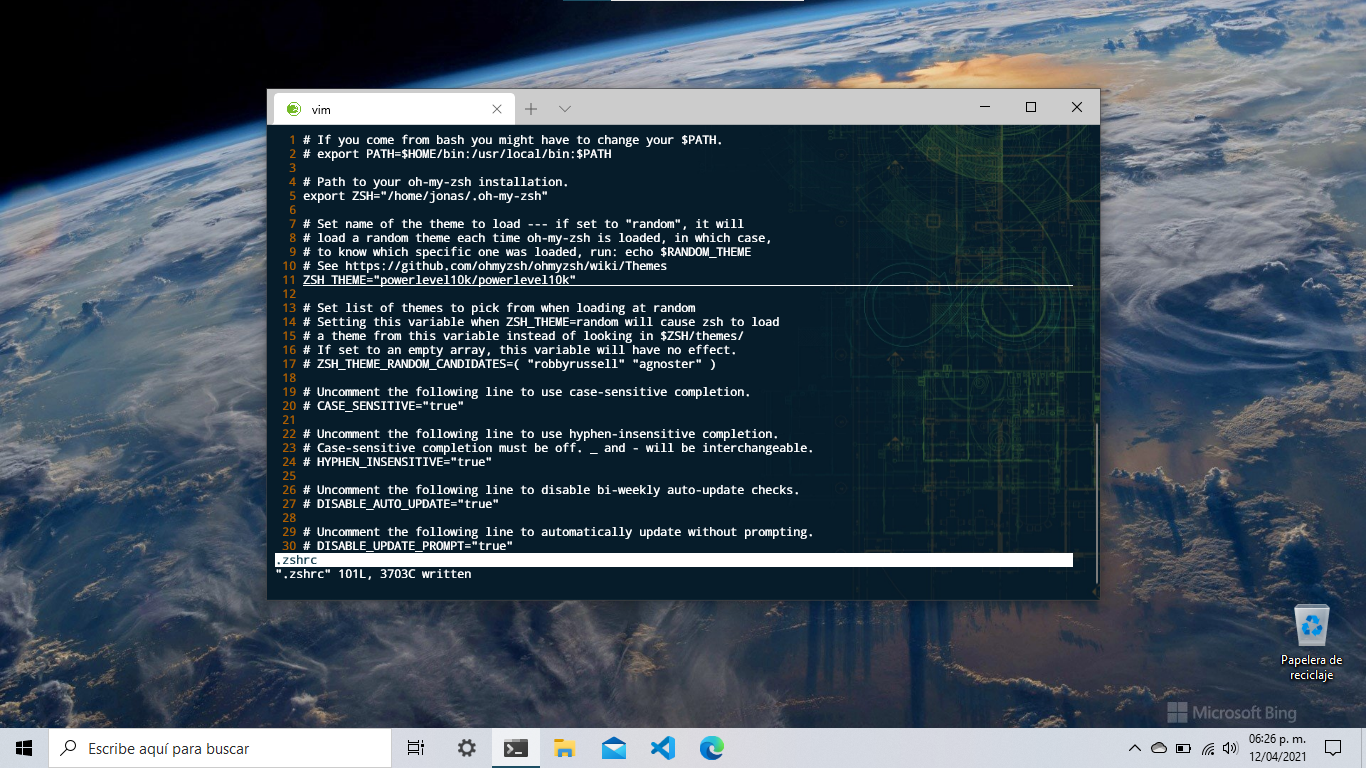 vim
1 # If you come from bash you might have to change your $PATH.
2 # export PATH=$HOME/bin:/usr/local/bin:$PATH
3
4 # Path to your oh-my-zsh installation.
5 export ZSH="/home/jonas/.oh-my-zsh"
6
7 # Set name of the theme to load --- if set to "random", it will
8 # load a random theme each time oh-my-zsh is loaded, in which case,
9 # to know which specific one was loaded, run: echo $RANDOM_THEME
10 # See https://github.com/ohmyzsh/ohmyzsh/wiki/Themes
11 ZSH_THEME="powerlevel10k/powerlevel10k"
12
13 # Set list of themes to pick from when loading at random
14 # Setting this variable when ZSH_THEME=random will cause zsh to load
15 # a theme from this variable instead of looking in $ZSH/themes/
16 # If set to an empty array, this variable will have no effect.
17 # ZSH_THEME_RANDOM_CANDIDATES=( "robbyrussell" "agnoster" )
18
19 # Uncomment the following line to use case-sensitive completion.
20 # CASE_SENSITIVE="true"
21
22 # Uncomment the following line to use hyphen-insensitive completion.
23 # Case-sensitive completion must be off. _ and - will be interchangeable.
24 # HYPHEN_INSENSITIVE="true"
25
26 # Uncomment the following line to disable bi-weekly auto-update checks.
27 # DISABLE_AUTO_UPDATE="true"
28
29 # Uncomment the following line to automatically update without prompting.
30 # DISABLE_UPDATE_PROMPT="true"
.zshrc
".zshrc" 101L, 3703C written
Papelera de
reciclaje
Microsoft Bing
Escribe aquí para buscar
06:26 p. m.
12/04/2021